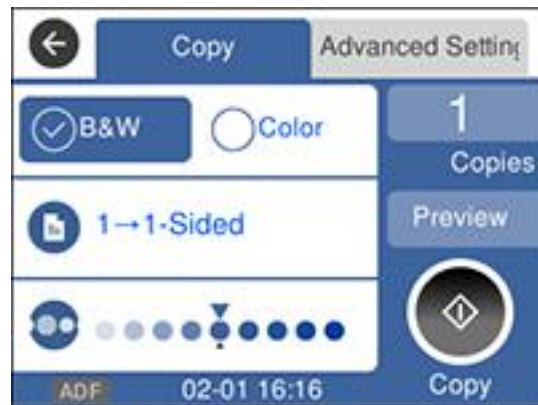 Copy
Advanced Setting
B&W
Color
1
Copies
1→1-Sided
Preview
ADF
02-01 16:16
Copy